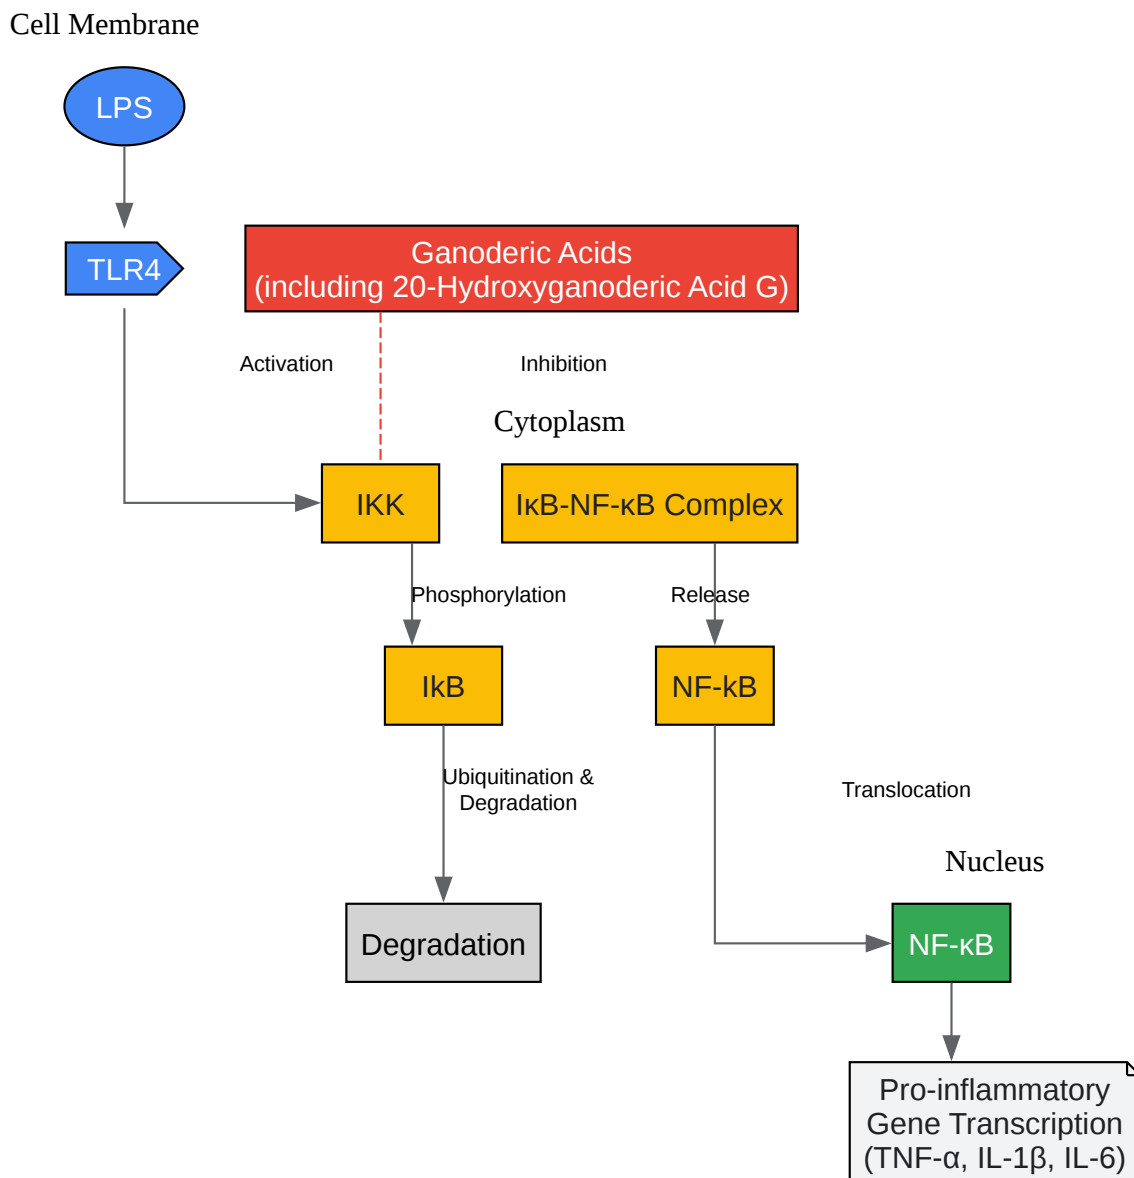 Cell Membrane
LPS
TLR4
Ganoderic Acids
(including 20-Hydroxyganoderic Acid G)
Activation
Inhibition
Cytoplasm
IKK
IκB-NF-κB Complex
Phosphorylation
Release
IkB
NF-kB
Ubiquitination &
Degradation
Translocation
Nucleus
Degradation
NF-κB
Pro-inflammatory
Gene Transcription
(TNF-α, IL-1β, IL-6)